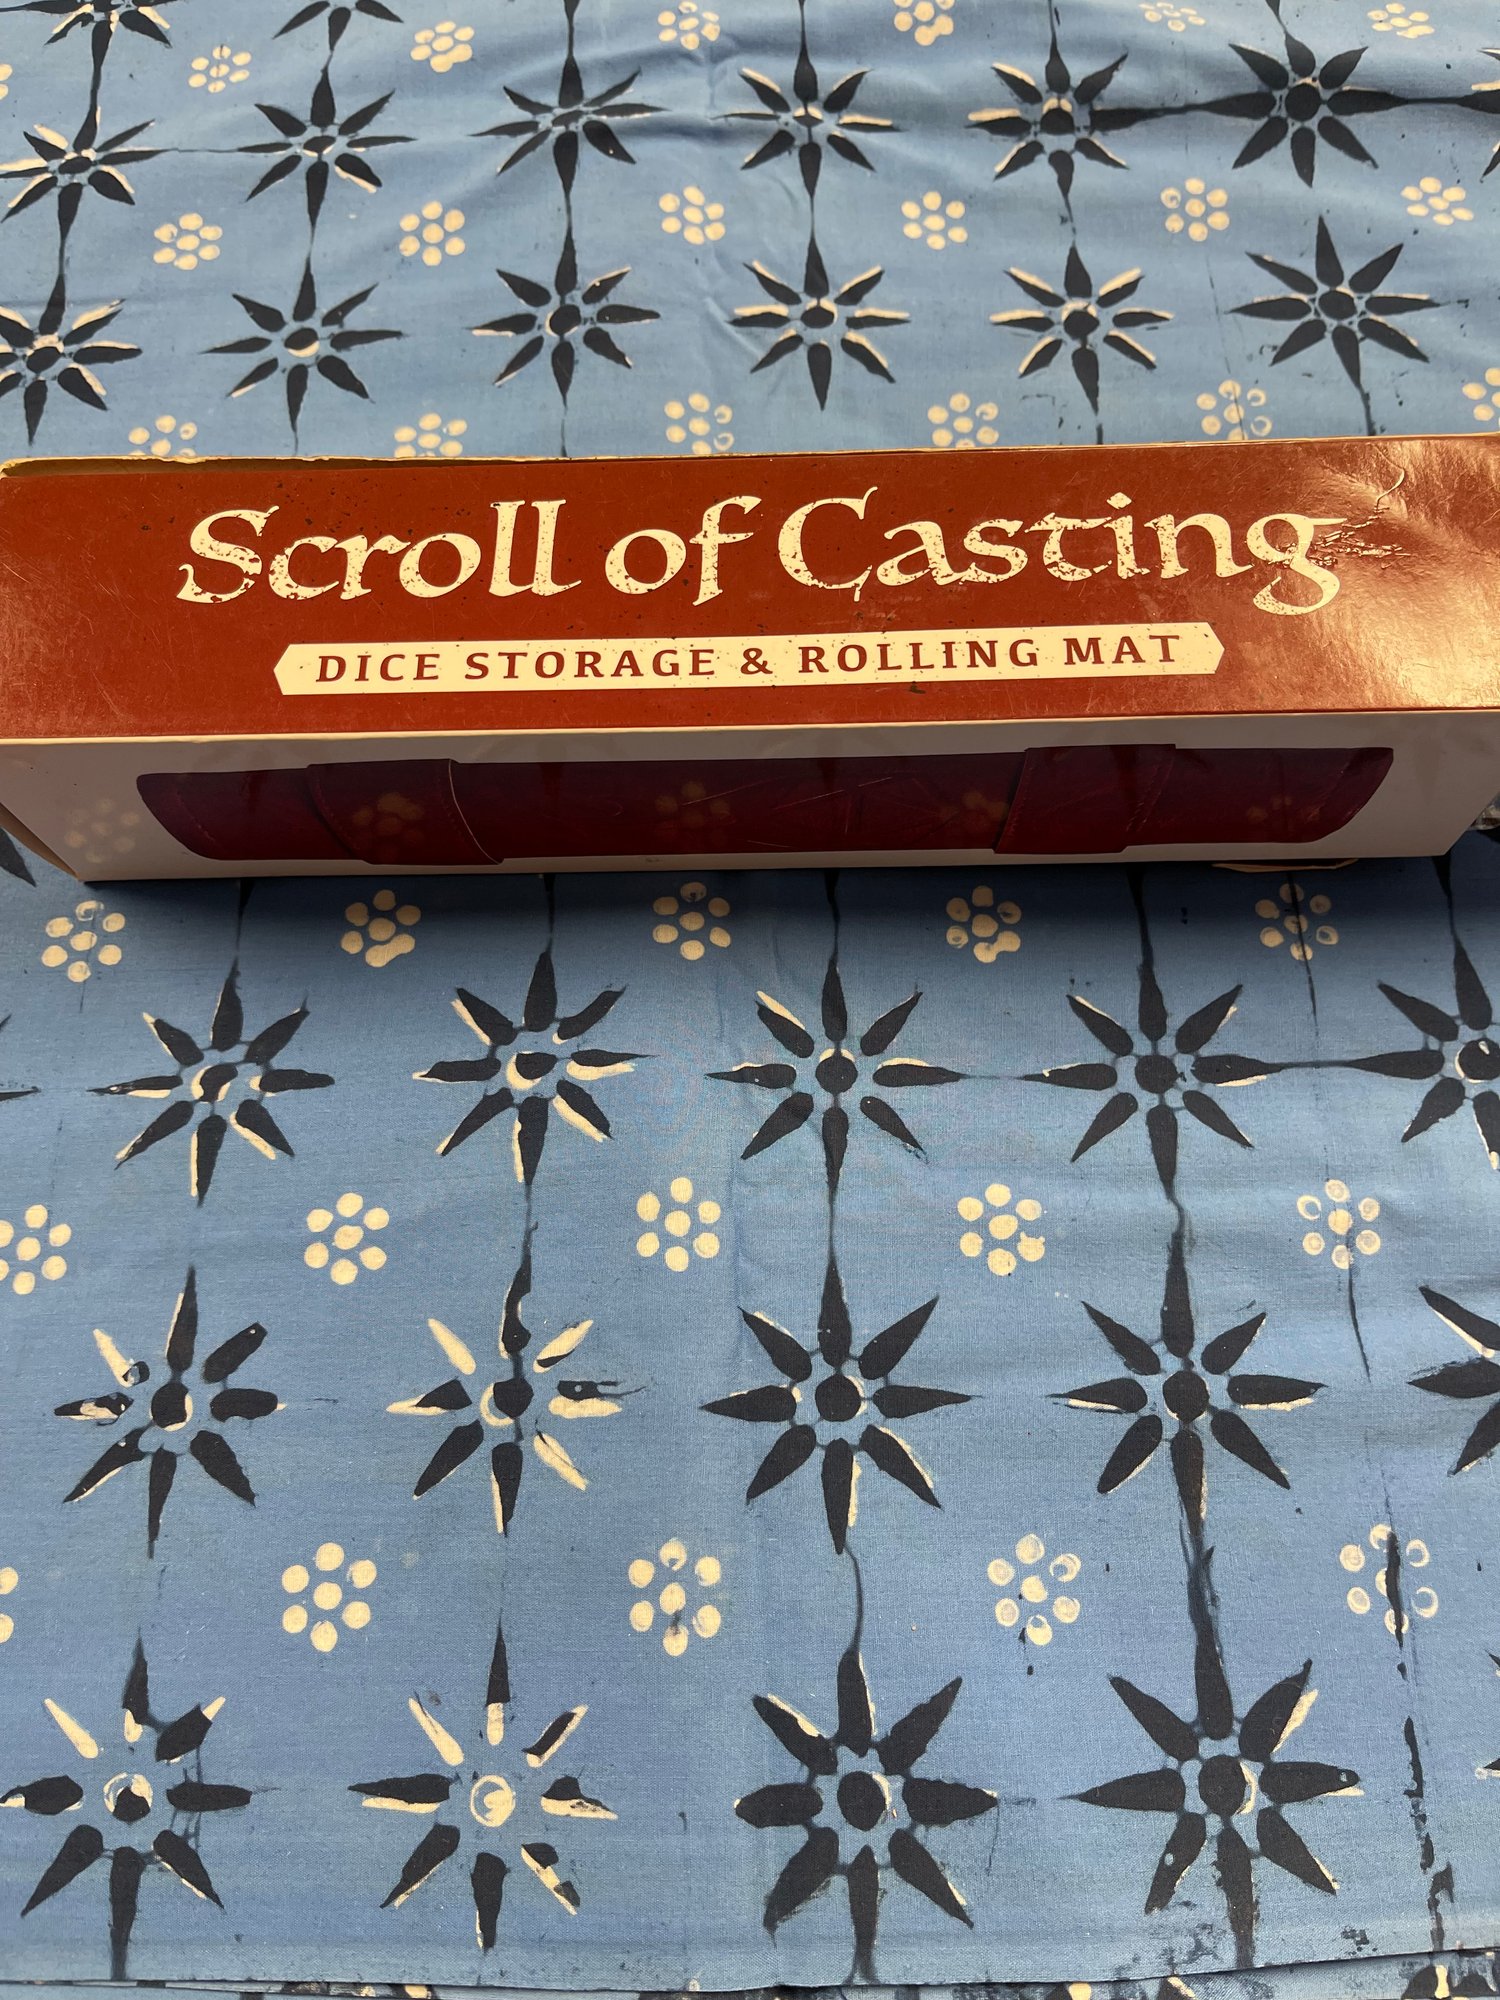 Scroll of Casting
DICE STORAGE & ROLLING MAT